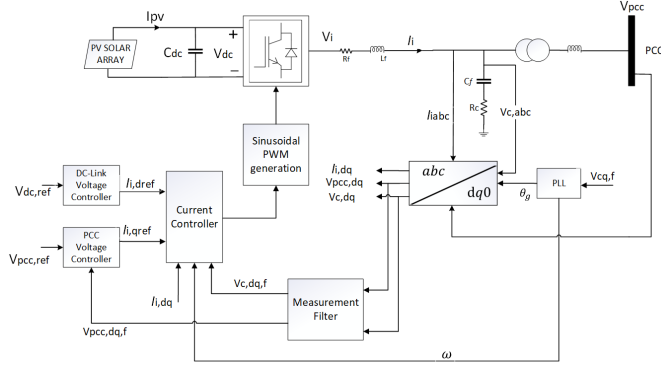 Vpcc
Ipv
PV SOLAR
ARRAY
Cdc
+
Vdc
−
Vi
Rf
Lf
Ii
PCC
Cf
Rc
Vc,abc
Iiabc
Sinusoidal
PWM
generation
Ii,dq
Vpcc,dq
Vc,dq
abc
dq0
θg
PLL
Vcq,f
DC-Link
Voltage
Controller
Vdc,ref
Ii,dref
Current
Controller
PCC
Voltage
Controller
Vpcc,ref
Ii,qref
Ii,dq
Vc,dq,f
Measurement
Filter
Vpcc,dq,f
ω